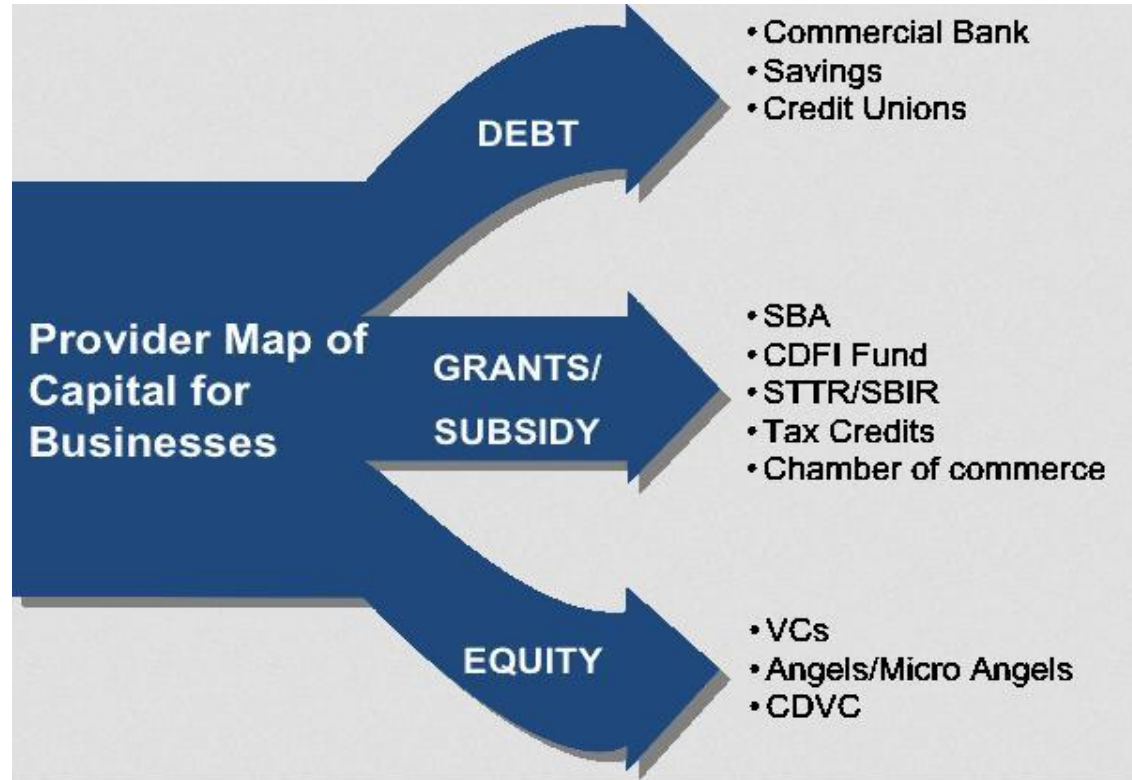 Provider Map of
Capital for
Businesses
DEBT
• Commercial Bank
• Savings
• Credit Unions
GRANTS/
SUBSIDY
• SBA
• CDFI Fund
• STTR/SBIR
• Tax Credits
• Chamber of commerce
EQUITY
• VCs
• Angels/Micro Angels
• CDVC